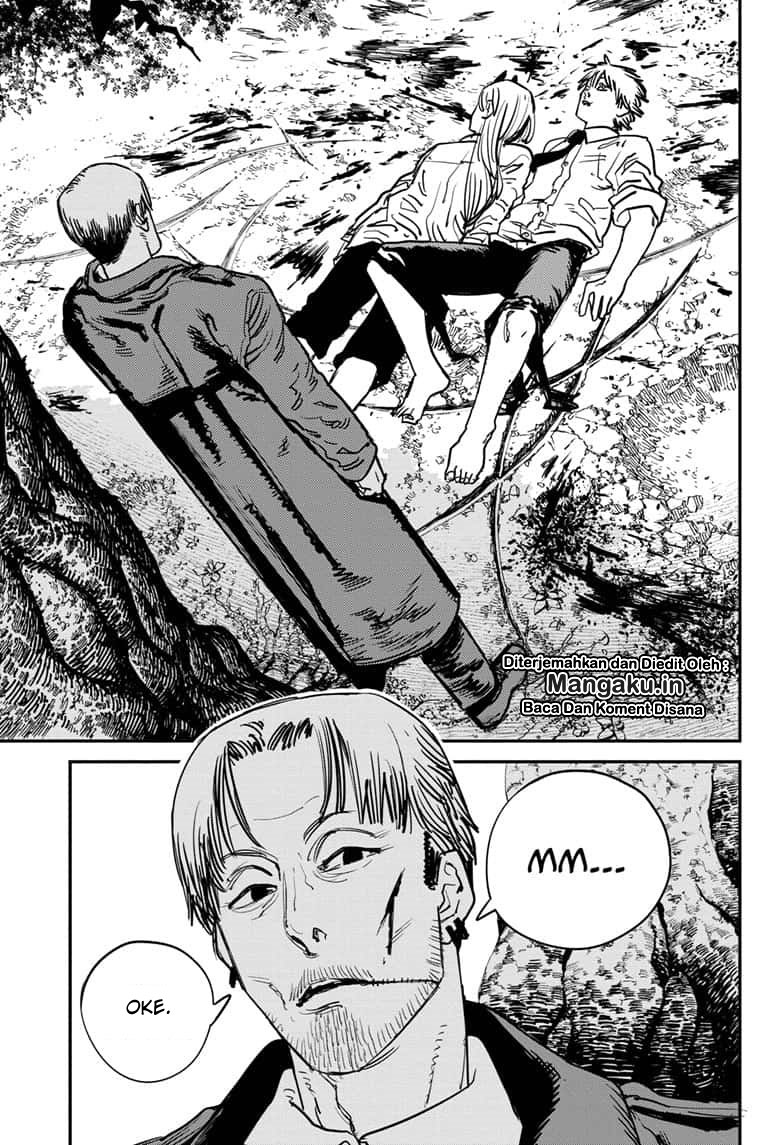 Diterjemahkan dan Diedit Oleh :
Mangaku.in
Baca Dan Koment Disana
MM...
OKE.